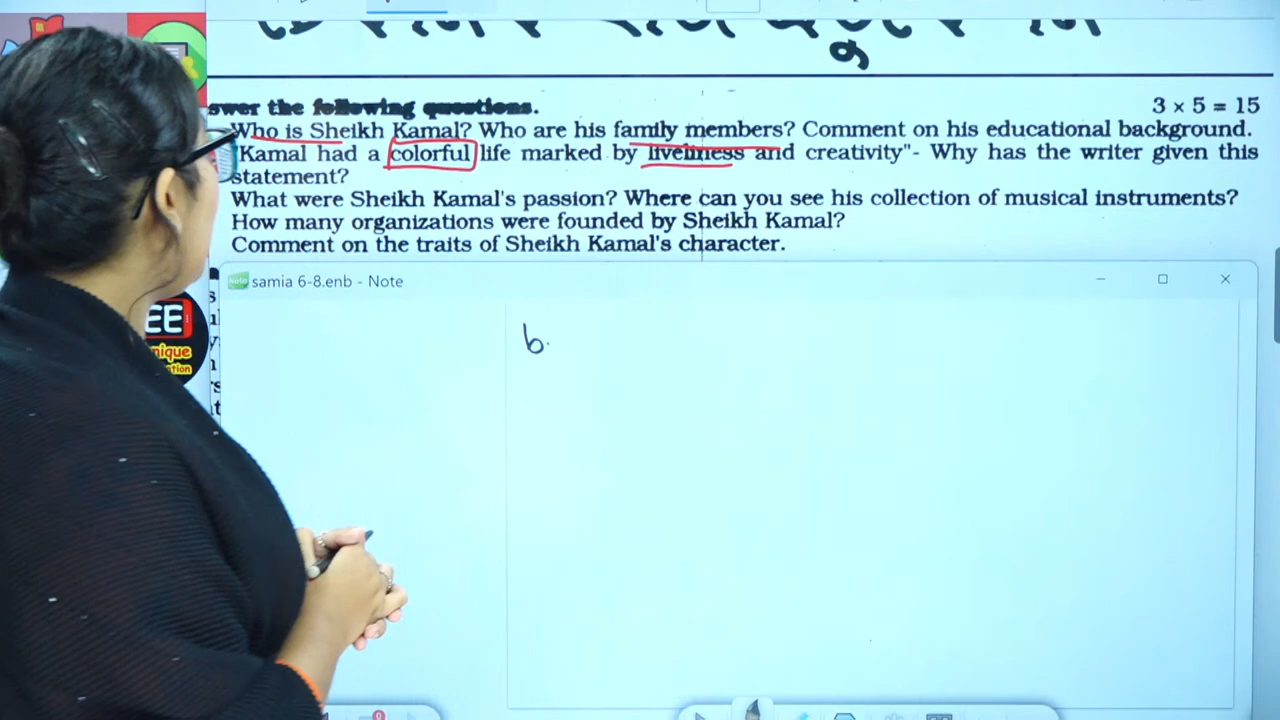 swer the following questions.
3 × 5 = 15
Who is Sheikh Kamal? Who are his family members? Comment on his educational background.
"Kamal had a colorful life marked by liveliness and creativity"- Why has the writer given this
statement?
What were Sheikh Kamal's passion? Where can you see his collection of musical instruments?
How many organizations were founded by Sheikh Kamal?
Comment on the traits of Sheikh Kamal's character.
Note samia 6-8.enb - Note
b.
EE
nique